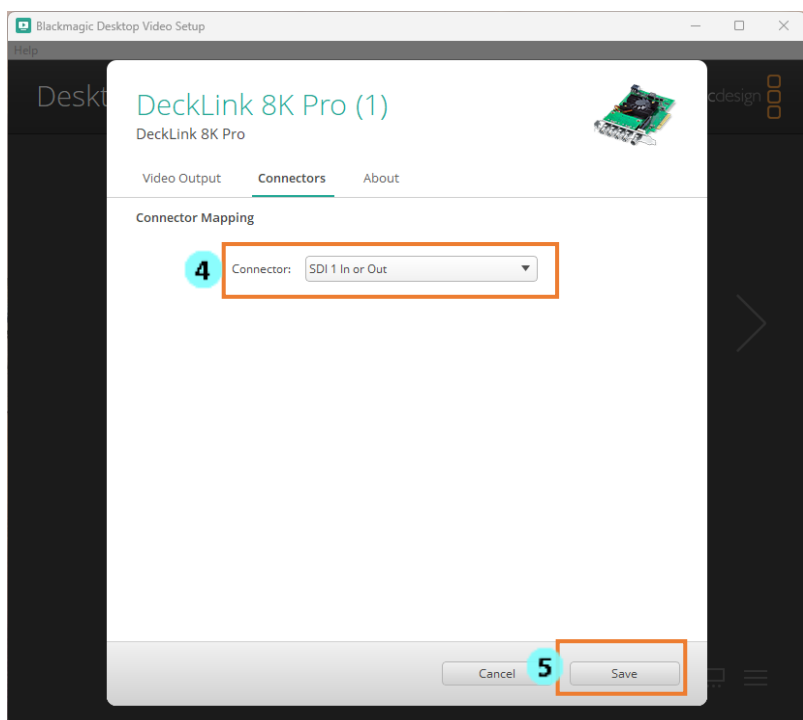 Blackmagic Desktop Video Setup
Help
Deskt
cdesign
DeckLink 8K Pro (1)
DeckLink 8K Pro
Video Output Connectors About
Connector Mapping
4 Connector: SDI 1 In or Out
Cancel 5 Save